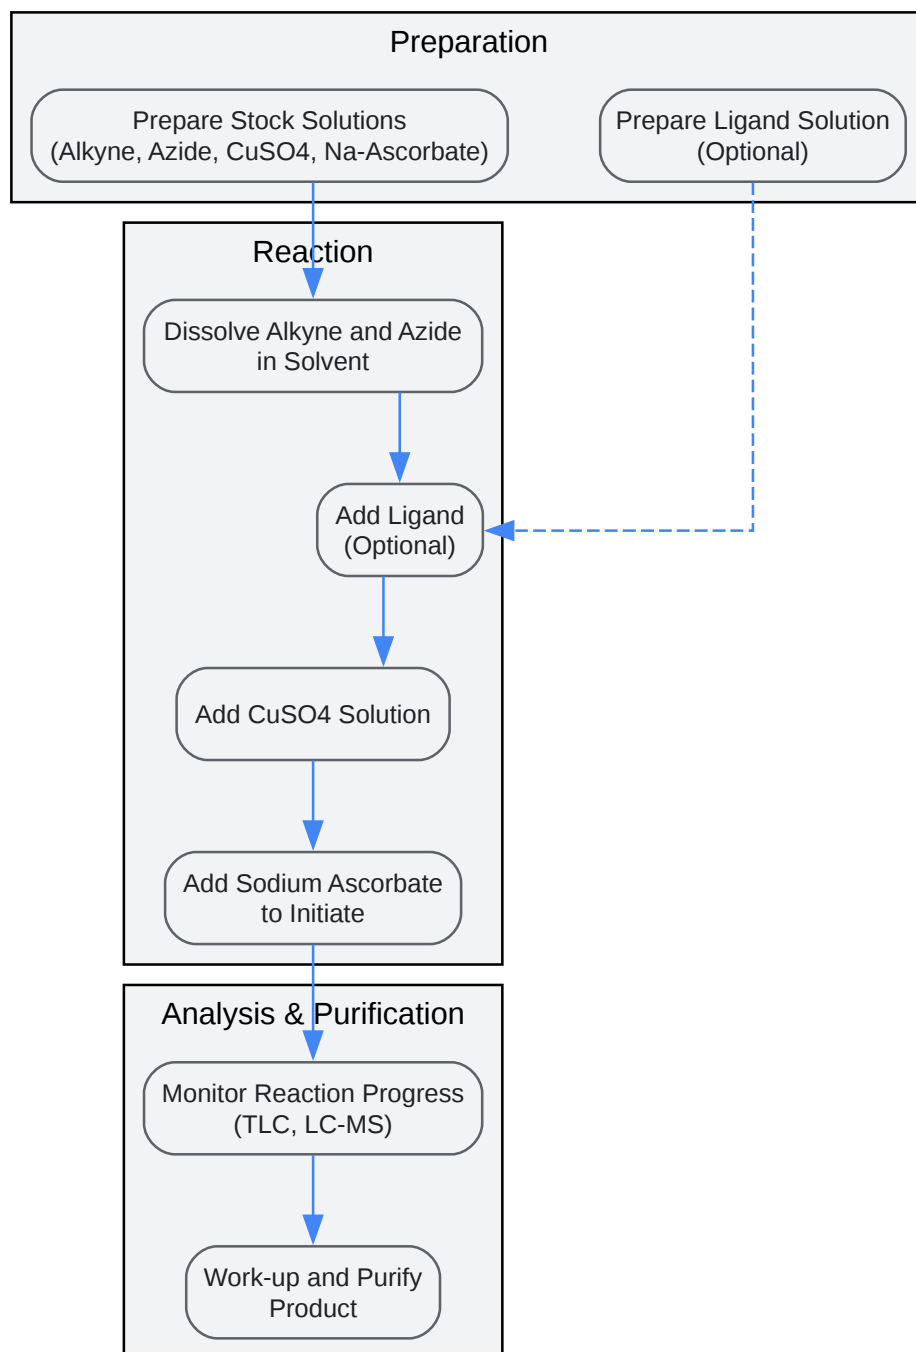 Preparation
Prepare Stock Solutions
(Alkyne, Azide, CuSO4, Na-Ascorbate)
Prepare Ligand Solution
(Optional)
Reaction
Dissolve Alkyne and Azide
in Solvent
Add Ligand
(Optional)
Add CuSO4 Solution
Add Sodium Ascorbate
to Initiate
Analysis & Purification
Monitor Reaction Progress
(TLC, LC-MS)
Work-up and Purify
Product